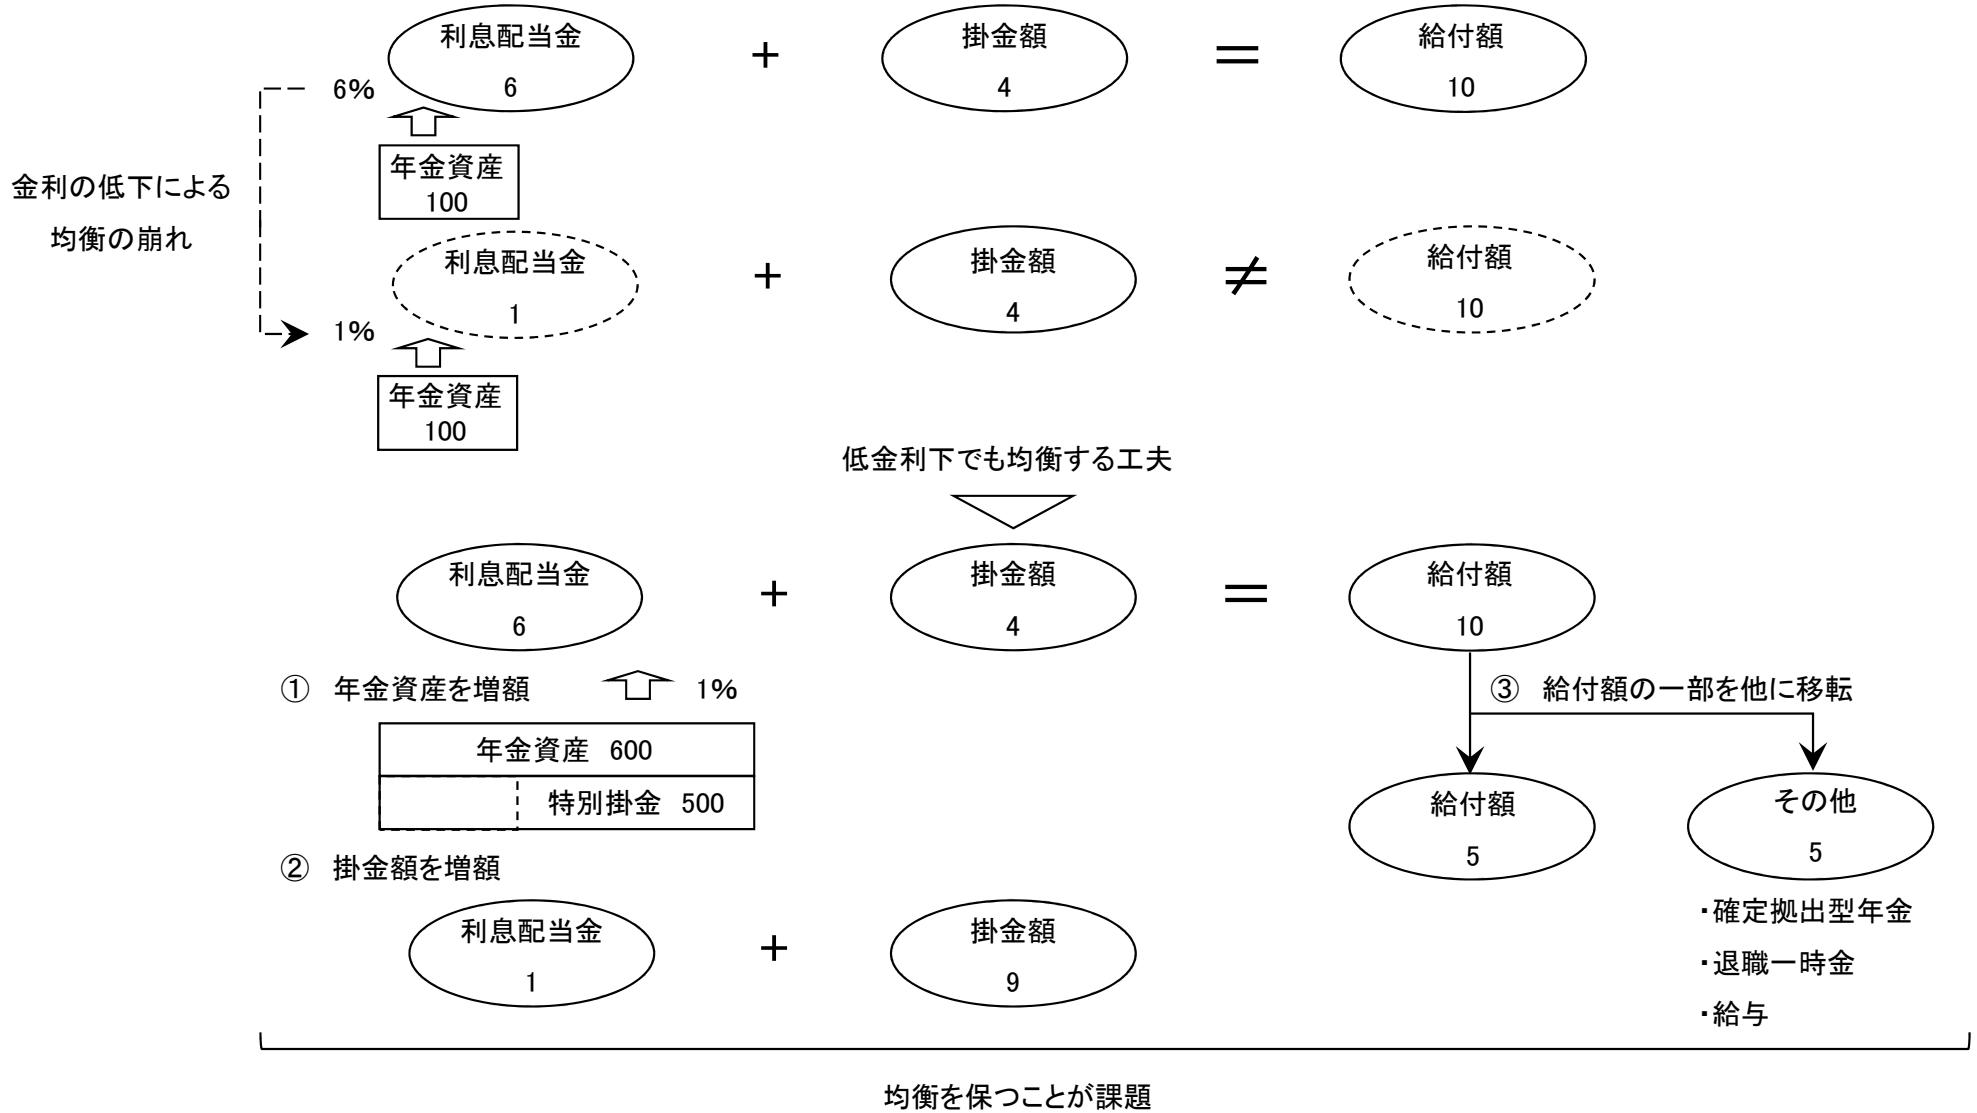 利息配当金 + 掛金額 = 給付額
6 4 10
6%
年金資産
100
金利の低下による
均衡の崩れ
利息配当金 + 掛金額 ≠ 給付額
1 4 10
1%
年金資産
100
低金利下でも均衡する工夫
利息配当金 + 掛金額 = 給付額
6 4 10
① 年金資産を増額 1%
③ 給付額の一部を他に移転
年金資産 600
特別掛金 500
給付額 その他
5 5
② 掛金額を増額
利息配当金 + 掛金額
1 9
・確定拠出型年金
・退職一時金
・給与
均衡を保つことが課題